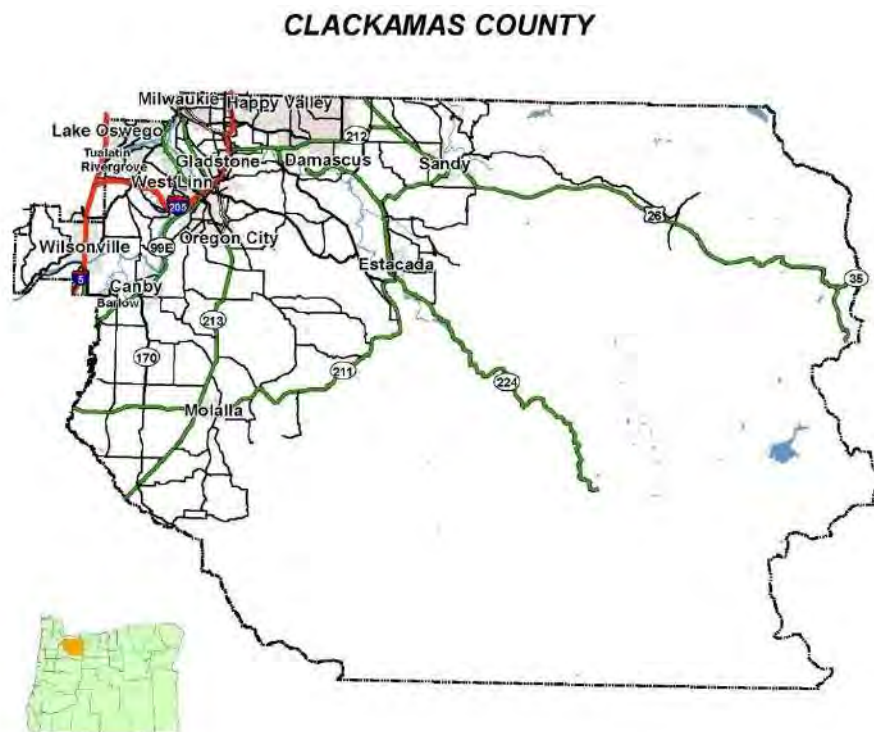 CLACKAMAS COUNTY
Milwaukie
Happy Valley
Lake Oswego
212
Tualatin
Gladstone
Damascus
Sandy
Rivergrove
West Linn
205
26
Oregon City
Wilsonville
99E
Estacada
5
35
Canby
Barlow
213
170
211
224
Molalla